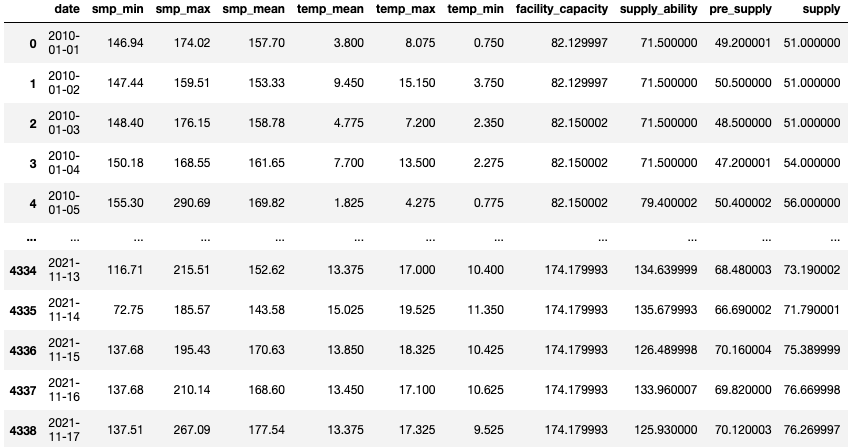 date smp_min smp_max smp_mean temp_mean temp_max temp_min facility_capacity supply_ability pre_supply supply
0 2010-01-01 146.94 174.02 157.70 3.800 8.075 0.750 82.129997 71.500000 49.200001 51.000000
1 2010-01-02 147.44 159.51 153.33 9.450 15.150 3.750 82.129997 71.500000 50.500000 51.000000
2 2010-01-03 148.40 176.15 158.78 4.775 7.200 2.350 82.150002 71.500000 48.500000 51.000000
3 2010-01-04 150.18 168.55 161.65 7.700 13.500 2.275 82.150002 71.500000 47.200001 54.000000
4 2010-01-05 155.30 290.69 169.82 1.825 4.275 0.775 82.150002 79.400002 50.400002 56.000000
... ... ... ... ... ... ... ... ... ... ... ...
4334 2021-11-13 116.71 215.51 152.62 13.375 17.000 10.400 174.179993 134.639999 68.480003 73.190002
4335 2021-11-14 72.75 185.57 143.58 15.025 19.525 11.350 174.179993 135.679993 66.690002 71.790001
4336 2021-11-15 137.68 195.43 170.63 13.850 18.325 10.425 174.179993 126.489998 70.160004 75.389999
4337 2021-11-16 137.68 210.14 168.60 13.450 17.100 10.625 174.179993 133.960007 69.820000 76.669998
4338 2021-11-17 137.51 267.09 177.54 13.375 17.325 9.525 174.179993 125.930000 70.120003 76.269997